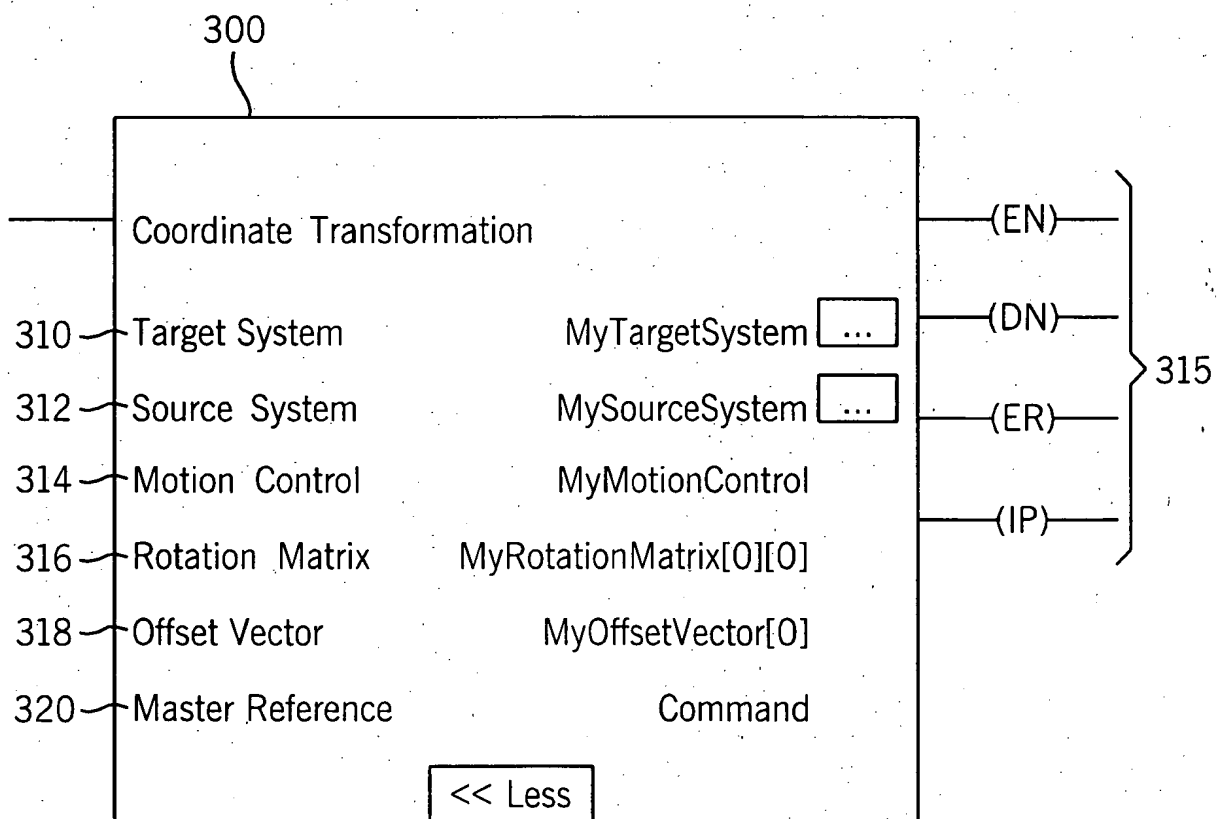 300
Coordinate Transformation
(EN)
310 Target System MyTargetSystem ...
(DN)
312 Source System MySourceSystem ...
315
(ER)
314 Motion Control MyMotionControl
(IP)
316 Rotation Matrix MyRotationMatrix[0][0]
318 Offset Vector MyOffsetVector[0]
320 Master Reference Command
<< Less